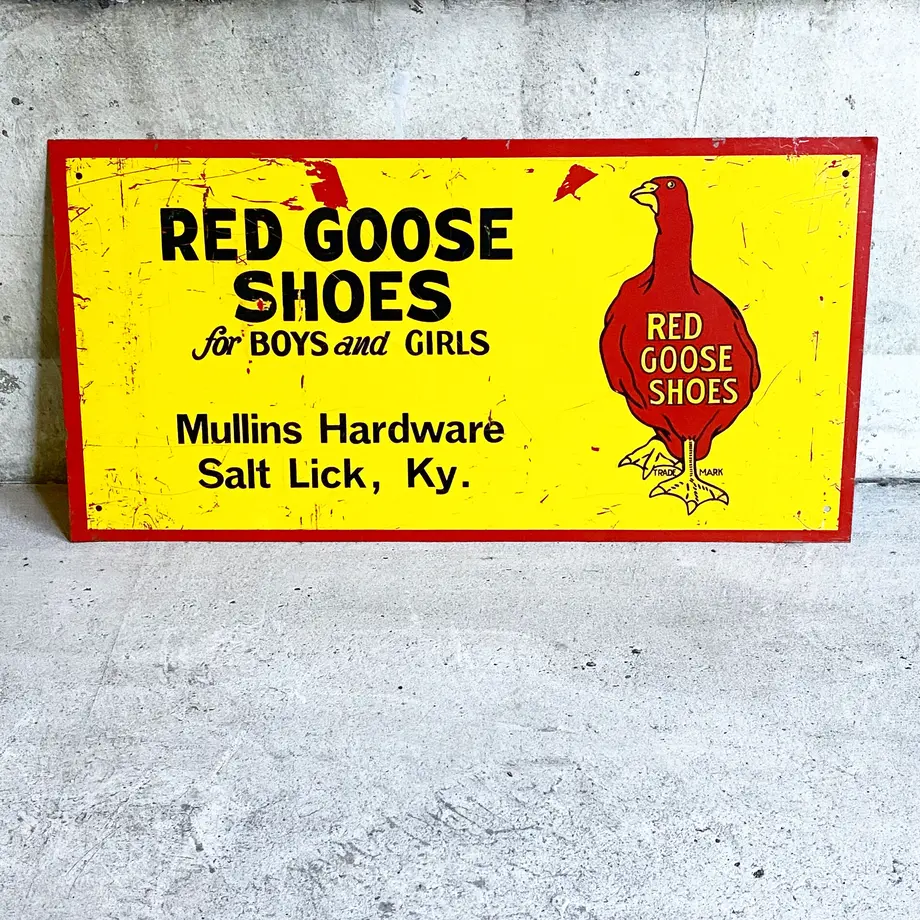 RED GOOSE
SHOES
for BOYS and GIRLS
Mullins Hardware
Salt Lick, Ky.
RED
GOOSE
SHOES
TRADE MARK